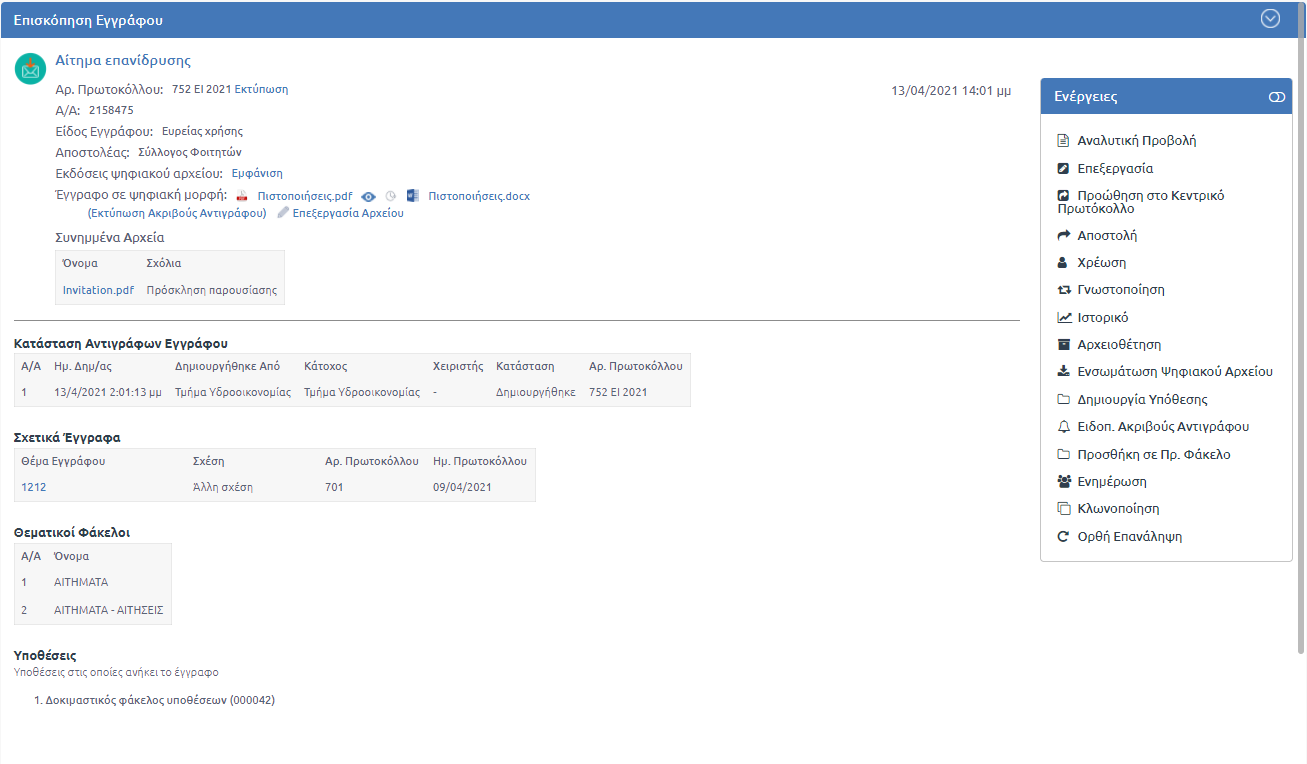 Επισκόπηση Εγγράφου
Αίτημα επανίδρυσης
Αρ. Πρωτοκόλλου: 752 ΕΙ 2021 Εκτύπωση 13/04/2021 14:01 μμ
Α/Α: 2158475
Είδος Εγγράφου: Ευρείας χρήσης
Αποστολέας: Σύλλογος Φοιτητών
Εκδόσεις ψηφιακού αρχείου: Εμφάνιση
Έγγραφο σε ψηφιακή μορφή: Πιστοποιήσεις.pdf Πιστοποιήσεις.docx
(Εκτύπωση Ακριβούς Αντιγράφου) Επεξεργασία Αρχείου
Συνημμένα Αρχεία
Όνομα Σχόλια
Invitation.pdf Πρόσκληση παρουσίασης
Κατάσταση Αντιγράφων Εγγράφου
Α/Α Ημ. Δημ/ας Δημιουργήθηκε Από Κάτοχος Χειριστής Κατάσταση Αρ. Πρωτοκόλλου
1 13/4/2021 2:01:13 μμ Τμήμα Υδροοικονομίας Τμήμα Υδροοικονομίας - Δημιουργήθηκε 752 ΕΙ 2021
Σχετικά Έγγραφα
Θέμα Εγγράφου Σχέση Αρ. Πρωτοκόλλου Ημ. Πρωτοκόλλου
1212 Άλλη σχέση 701 09/04/2021
Θεματικοί Φάκελοι
Α/Α Όνομα
1 ΑΙΤΗΜΑΤΑ
2 ΑΙΤΗΜΑΤΑ - ΑΙΤΗΣΕΙΣ
Υποθέσεις
Υποθέσεις στις οποίες ανήκει το έγγραφο
1. Δοκιμαστικός φάκελος υποθέσεων (000042)
Ενέργειες
Αναλυτική Προβολή
Επεξεργασία
Προώθηση στο Κεντρικό
Πρωτόκολλο
Αποστολή
Χρέωση
Γνωστοποίηση
Ιστορικό
Αρχειοθέτηση
Ενσωμάτωση Ψηφιακού Αρχείου
Δημιουργία Υπόθεσης
Ειδοπ. Ακριβούς Αντιγράφου
Προσθήκη σε Πρ. Φάκελο
Ενημέρωση
Κλωνοποίηση
Ορθή Επανάληψη